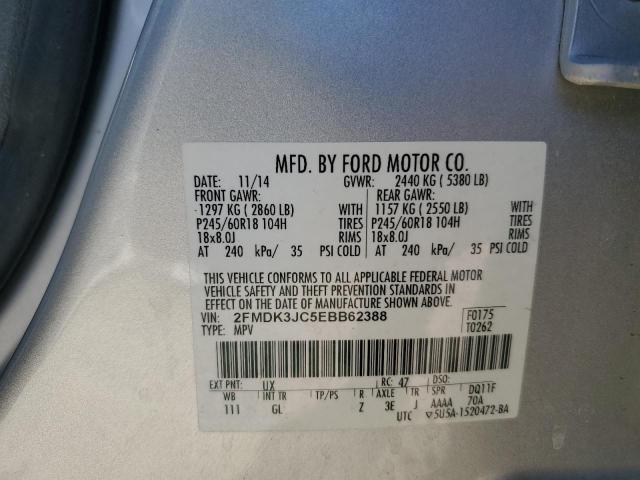 MFD. BY FORD MOTOR CO.
DATE: 11/14 GVWR: 2440 KG ( 5380 LB)
FRONT GAWR: REAR GAWR:
1297 KG ( 2860 LB) WITH 1157 KG ( 2550 LB) WITH
P245/60R18 104H TIRES P245/60R18 104H TIRES
18x8.0J RIMS 18x8.0J RIMS
AT 240 kPa/ 35 PSI COLD AT 240 kPa/ 35 PSI COLD
THIS VEHICLE CONFORMS TO ALL APPLICABLE FEDERAL MOTOR
VEHICLE SAFETY AND THEFT PREVENTION STANDARDS IN
EFFECT ON THE DATE OF MANUFACTURE SHOWN ABOVE.
VIN: 2FMDK3JC5EBB62388 F0175
TYPE: MPV T0262
EXT PNT: UX RC: 47 DSO:
WB INT TR TP/PS R AXLE TR SPR DQ11F
111 GL Z 3E J AAAA 70A
UTC ▽5U5A-1520472-BA